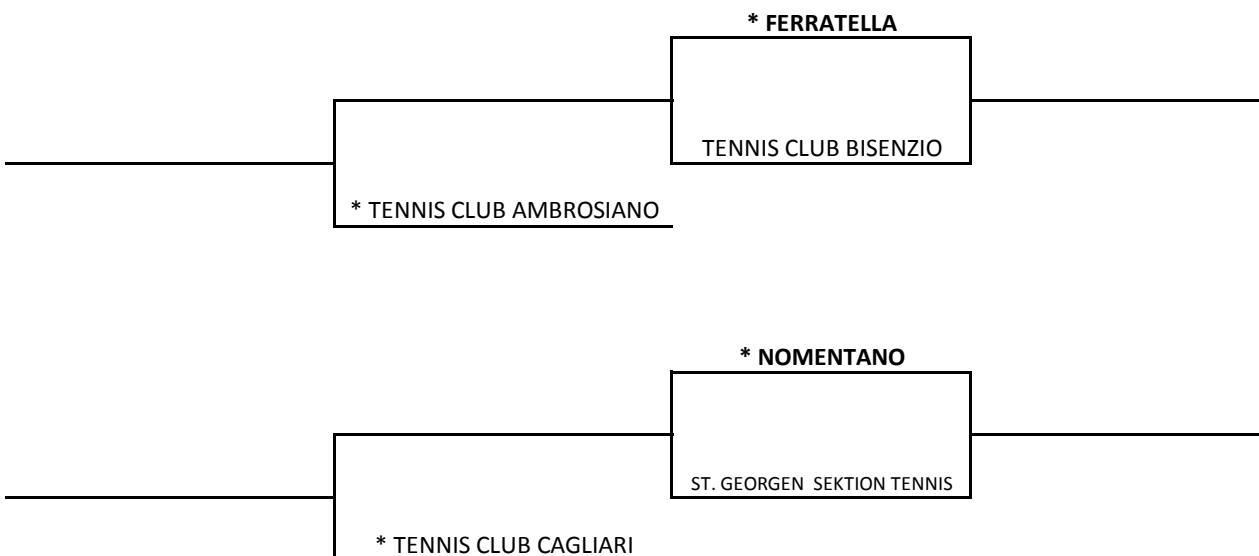 * FERRATELLA
TENNIS CLUB BISENZIO
* TENNIS CLUB AMBROSIANO
* NOMENTANO
ST. GEORGEN SEKTION TENNIS
* TENNIS CLUB CAGLIARI